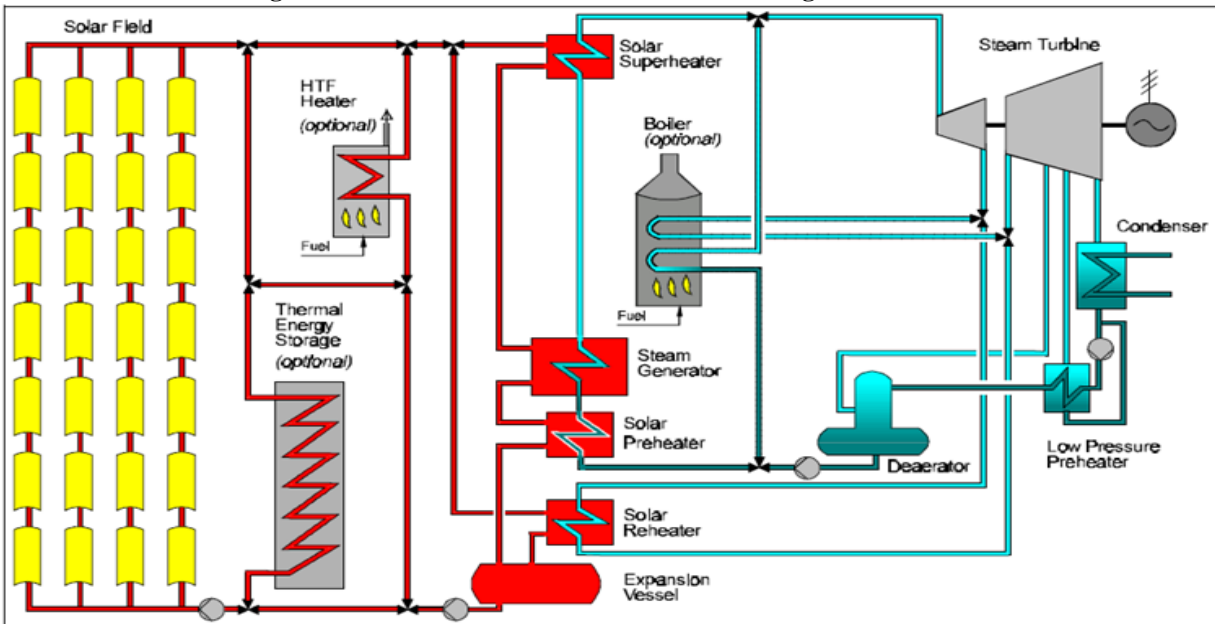 Solar Field
HTF
Heater
(optional)
Fuel
Thermal
Energy
Storage
(optional)
Solar
Superheater
Boiler
(optional)
Fuel
Steam
Generator
Solar
Preheater
Solar
Reheater
Expansion
Vessel
Steam Turbine
Condenser
Deaerator
Low Pressure
Preheater